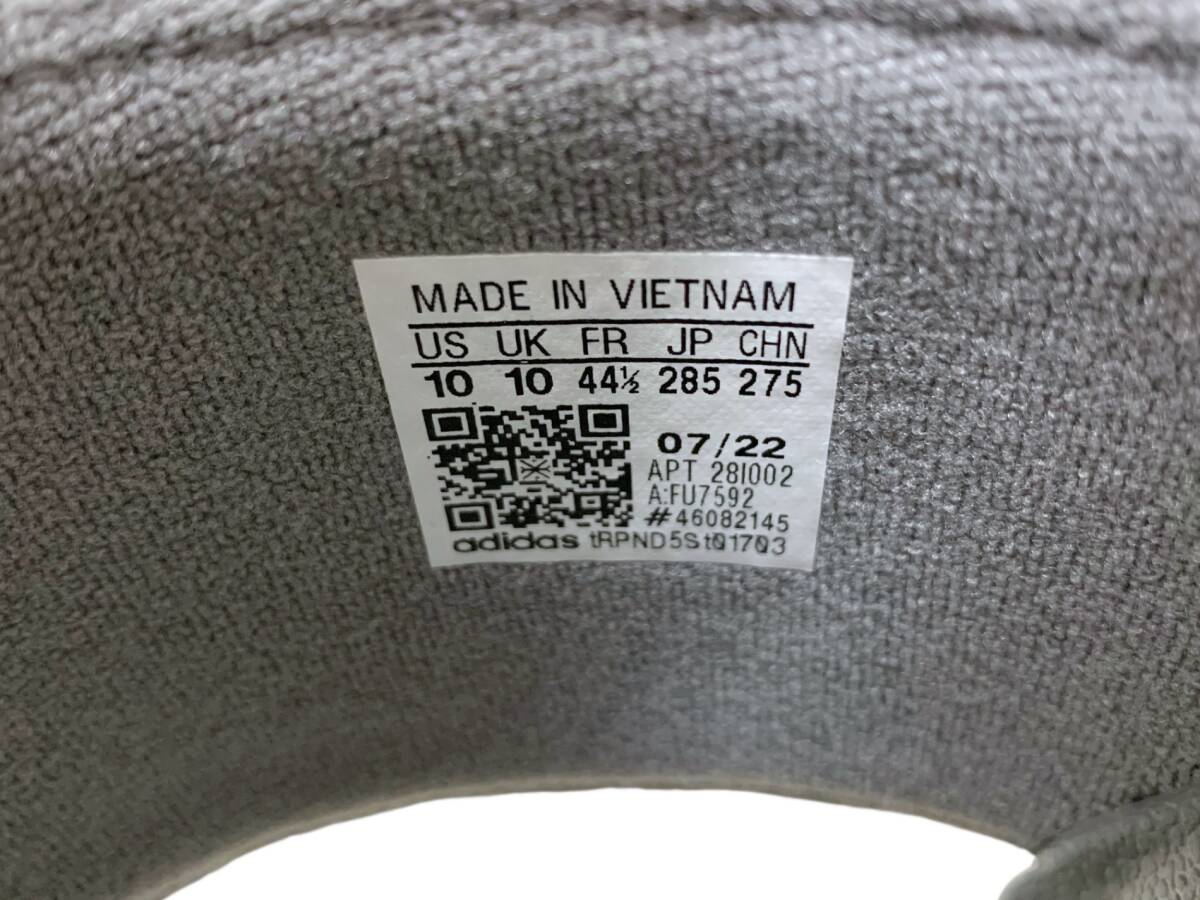 MADE IN VIETNAM
US UK FR JP CHN
10 10 44½ 285 275
07/22
APT 28I002
A:FU7592
#46082145
adidas tRPND5St01703